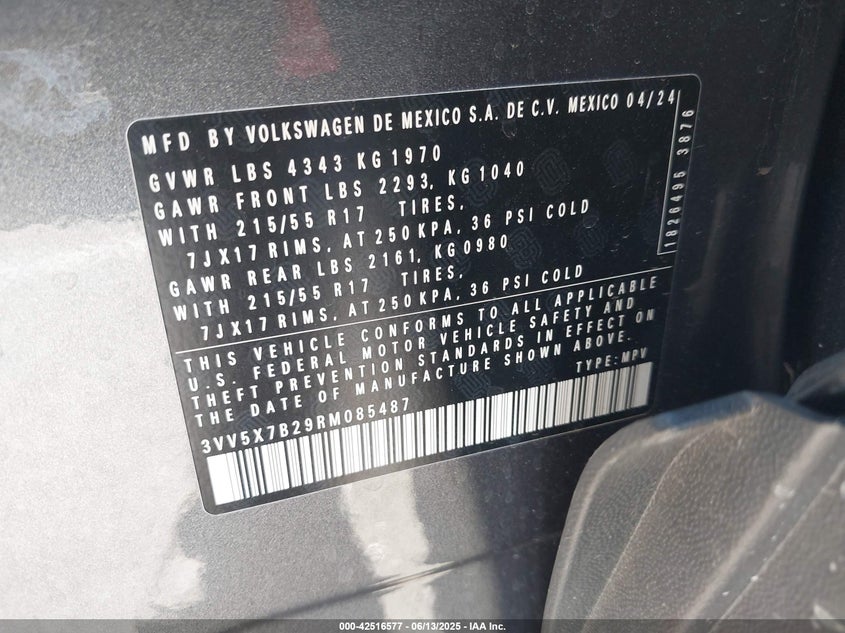 MFD BY VOLKSWAGEN DE MEXICO S.A. DE C.V. MEXICO 04/24
GVWR LBS 4343 KG 1970
GAWR FRONT LBS 2293, KG 1040
WITH 215/55 R17 TIRES,
7JX17 RIMS, AT 250 KPA, 36 PSI COLD
GAWR REAR LBS 2161, KG 0980
WITH 215/55 R17 TIRES,
7JX17 RIMS, AT 250 KPA, 36 PSI COLD
THIS VEHICLE CONFORMS TO ALL APPLICABLE
U.S. FEDERAL MOTOR VEHICLE SAFETY AND
THEFT PREVENTION STANDARDS IN EFFECT ON
THE DATE OF MANUFACTURE SHOWN ABOVE.
3VV5X7B29RM085487 TYPE: MPV
1826495 3876
000-42516577 - 06/13/2025 - IAA Inc.